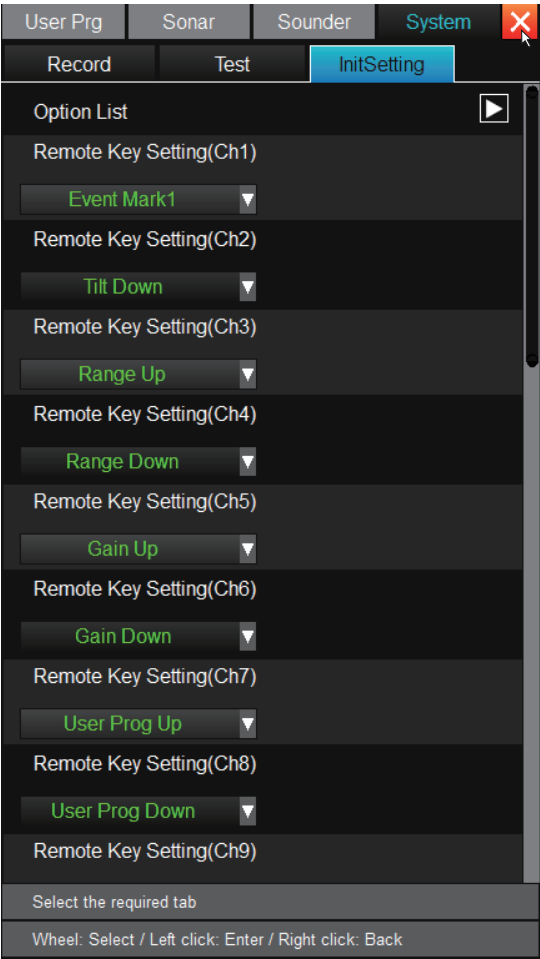 User Prg Sonar Sounder System
Record Test InitSetting
Option List
Remote Key Setting(Ch1)
Event Mark1
Remote Key Setting(Ch2)
Tilt Down
Remote Key Setting(Ch3)
Range Up
Remote Key Setting(Ch4)
Range Down
Remote Key Setting(Ch5)
Gain Up
Remote Key Setting(Ch6)
Gain Down
Remote Key Setting(Ch7)
User Prog Up
Remote Key Setting(Ch8)
User Prog Down
Remote Key Setting(Ch9)
Select the required tab
Wheel: Select / Left click: Enter / Right click: Back